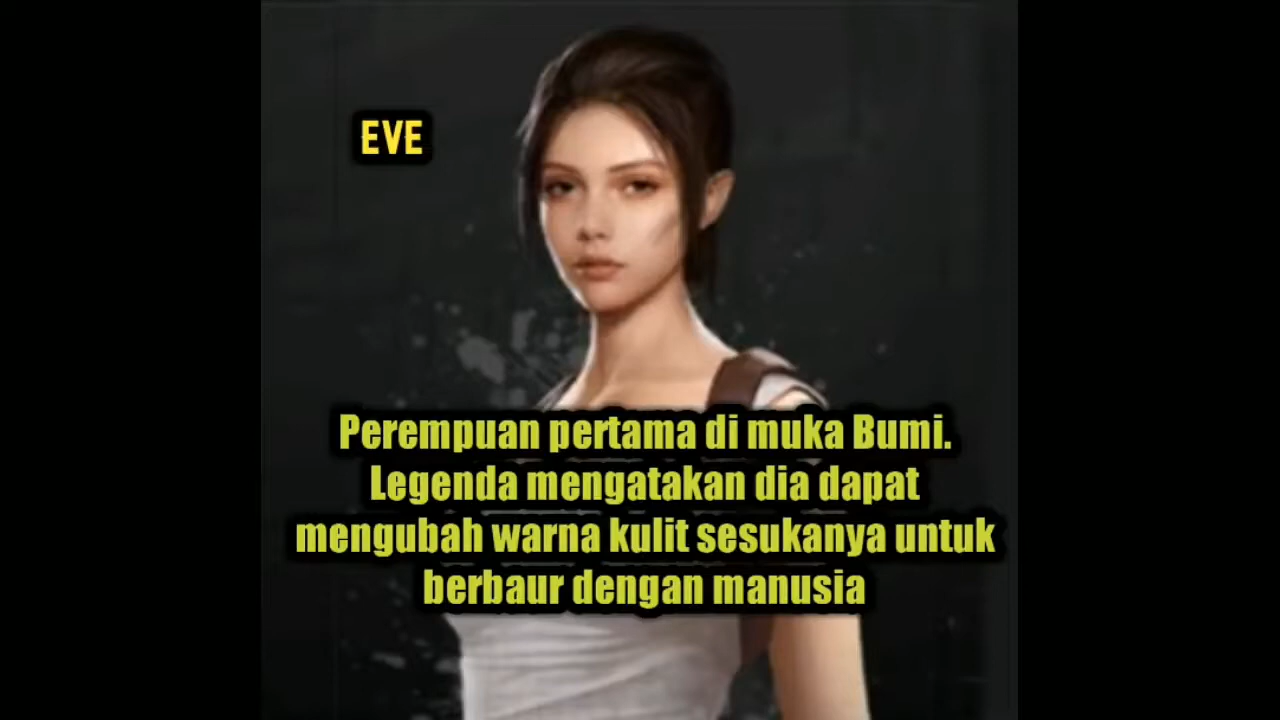 EVE
Perempuan pertama di muka Bumi.
Legenda mengatakan dia dapat
mengubah warna kulit sesukanya untuk
berbaur dengan manusia